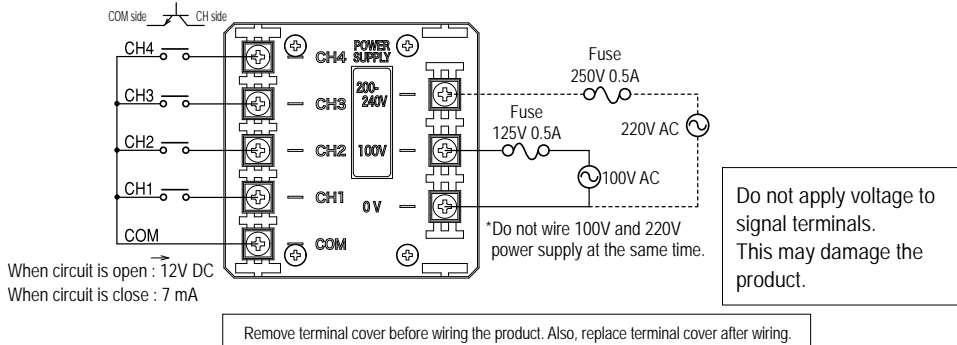 COM side
CH side
CH4
CH3
CH2
CH1
COM
When circuit is open : 12V DC
When circuit is close : 7 mA
CH4
CH3
CH2
CH1
COM
POWER
SUPPLY
200-
240V
100V
0 V
Fuse
250V 0.5A
Fuse
125V 0.5A
220V AC
100V AC
*Do not wire 100V and 220V
power supply at the same time.
Do not apply voltage to
signal terminals.
This may damage the
product.
Remove terminal cover before wiring the product. Also, replace terminal cover after wiring.